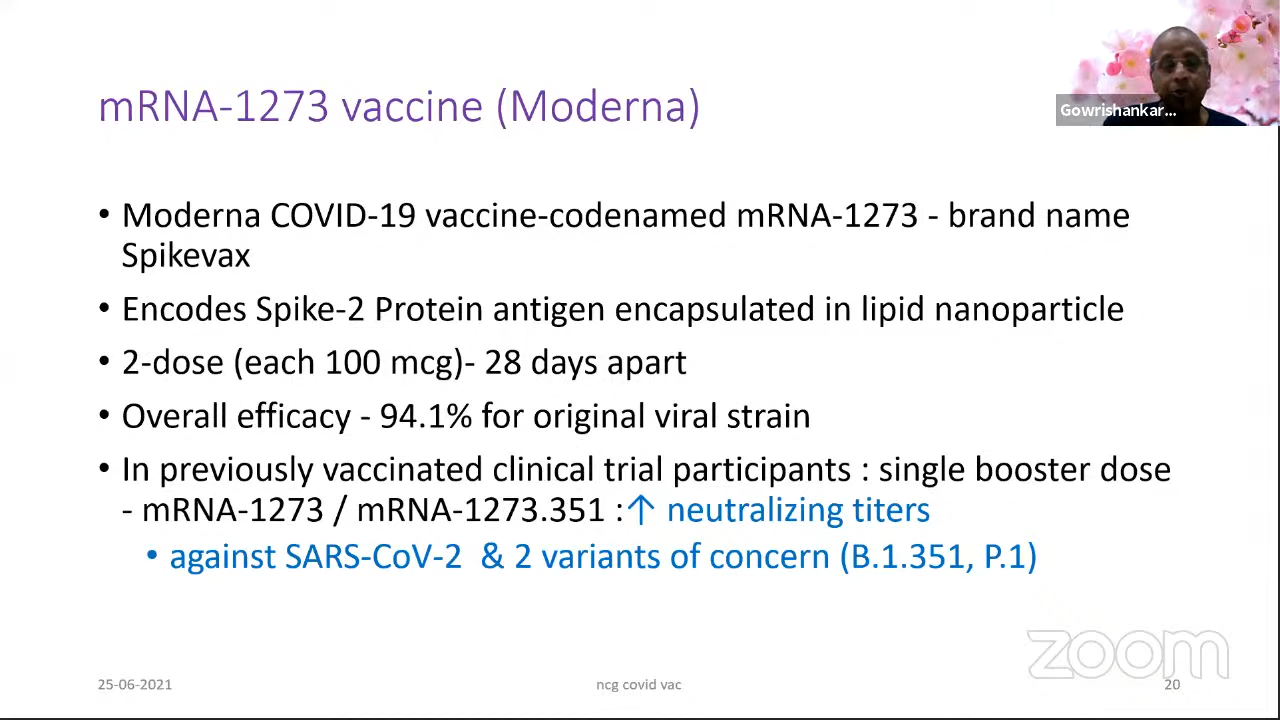 mRNA-1273 vaccine (Moderna)
Gowrishankar...
• Moderna COVID-19 vaccine-codenamed mRNA-1273 - brand name
Spikevax
• Encodes Spike-2 Protein antigen encapsulated in lipid nanoparticle
• 2-dose (each 100 mcg)- 28 days apart
• Overall efficacy - 94.1% for original viral strain
• In previously vaccinated clinical trial participants : single booster dose
- mRNA-1273 / mRNA-1273.351 :↑ neutralizing titers
• against SARS-CoV-2 & 2 variants of concern (B.1.351, P.1)
zoom
25-06-2021
ncg covid vac
20